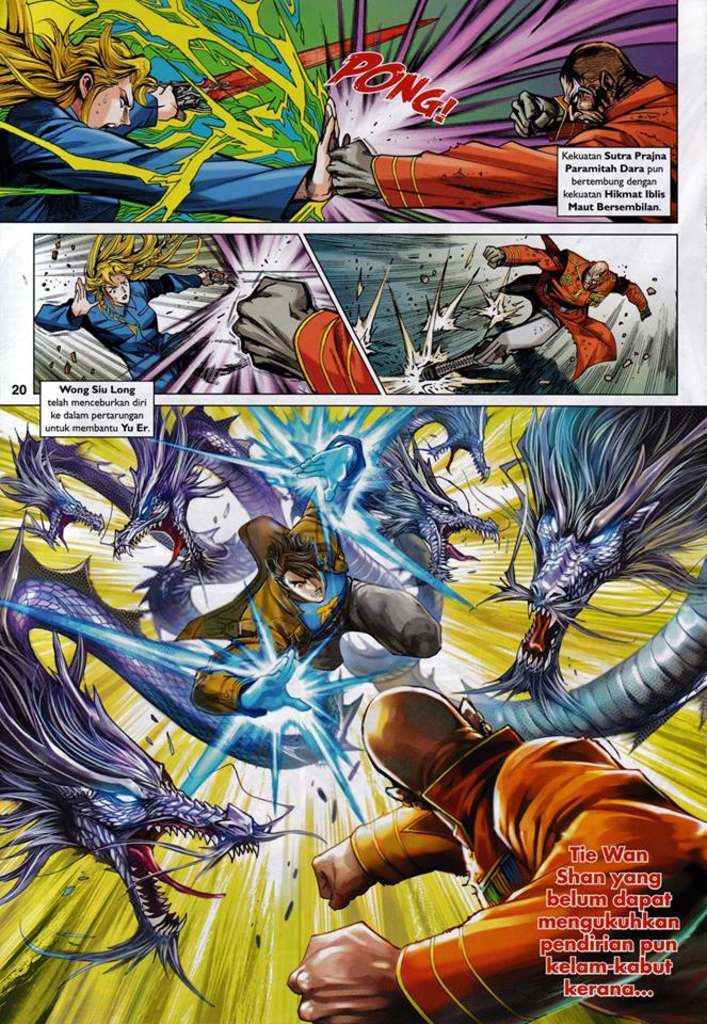 PONG!
Kekuatan Sutra Prajna
Paramitah Dara pun
bertembung dengan
kekuatan Hikmat Iblis
Maut Bersembilan.
20
Wong Siu Long
telah menceburkan diri
ke dalam pertarungan
untuk membantu Yu Er.
Tie Wan
Shan yang
belum dapat
mengukuhkan
pendirian pun
kelam-kabut
kerana...